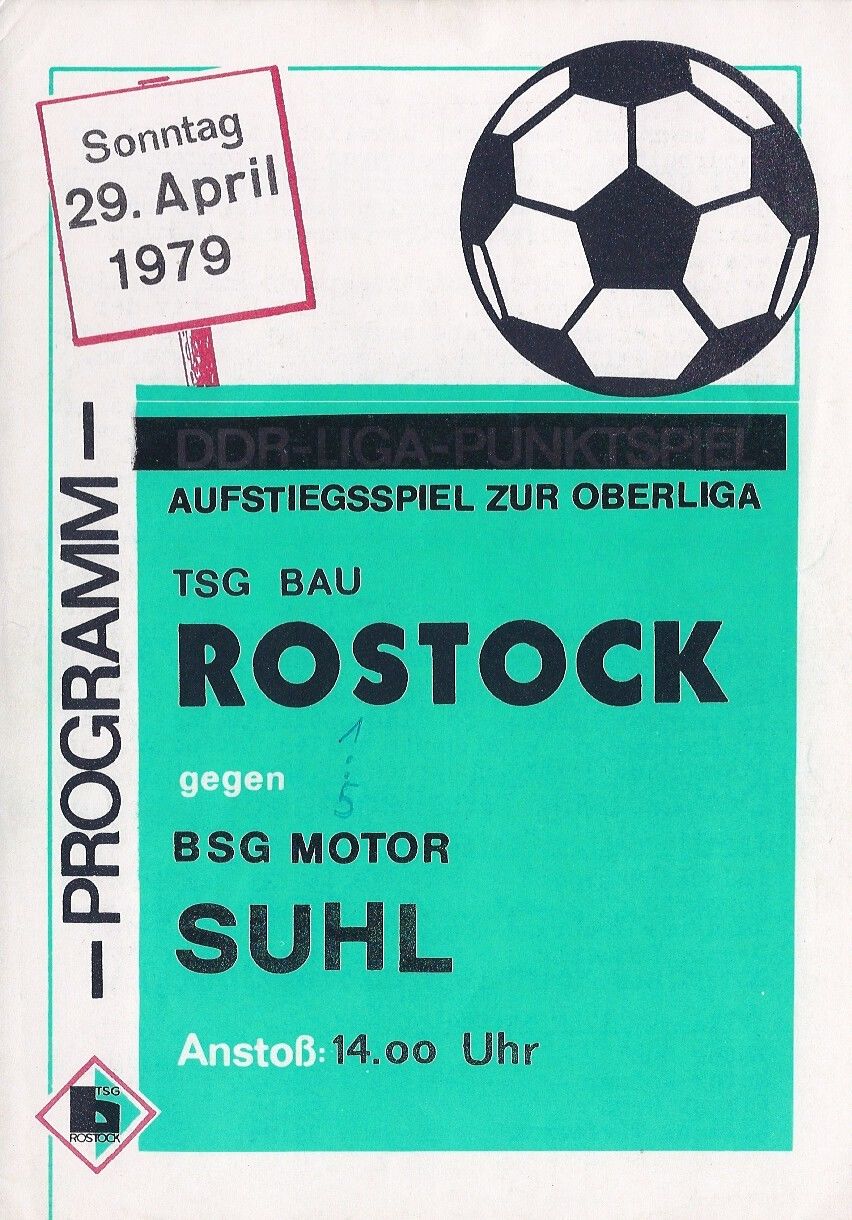 Sonntag
29. April
1979
– PROGRAMM –
DDR-LIGA-PUNKTSPIEL
AUFSTIEGSSPIEL ZUR OBERLIGA
TSG BAU
ROSTOCK
1:5
gegen
BSG MOTOR
SUHL
Anstoß: 14.oo Uhr
TSG
b
ROSTOCK